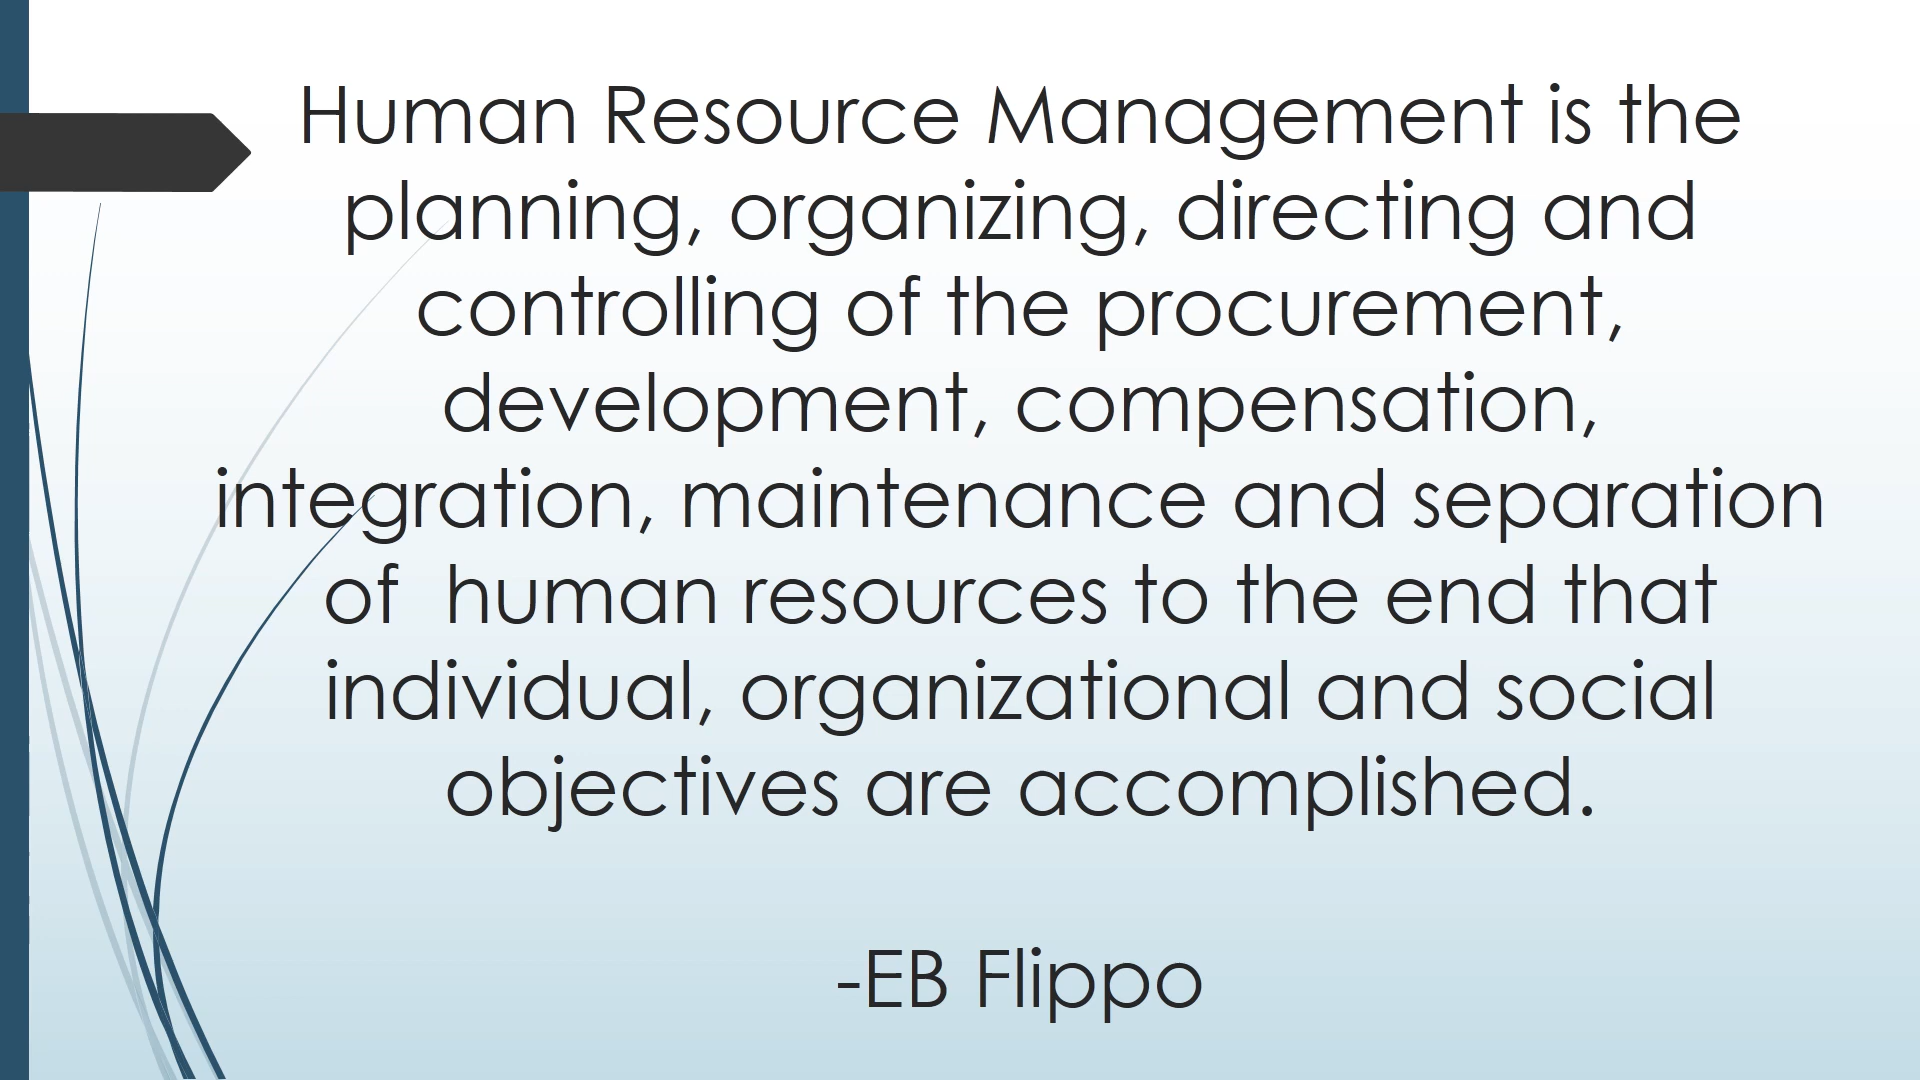 Human Resource Management is the
planning, organizing, directing and
controlling of the procurement,
development, compensation,
integration, maintenance and separation
of  human resources to the end that
individual, organizational and social
objectives are accomplished.
-EB Flippo